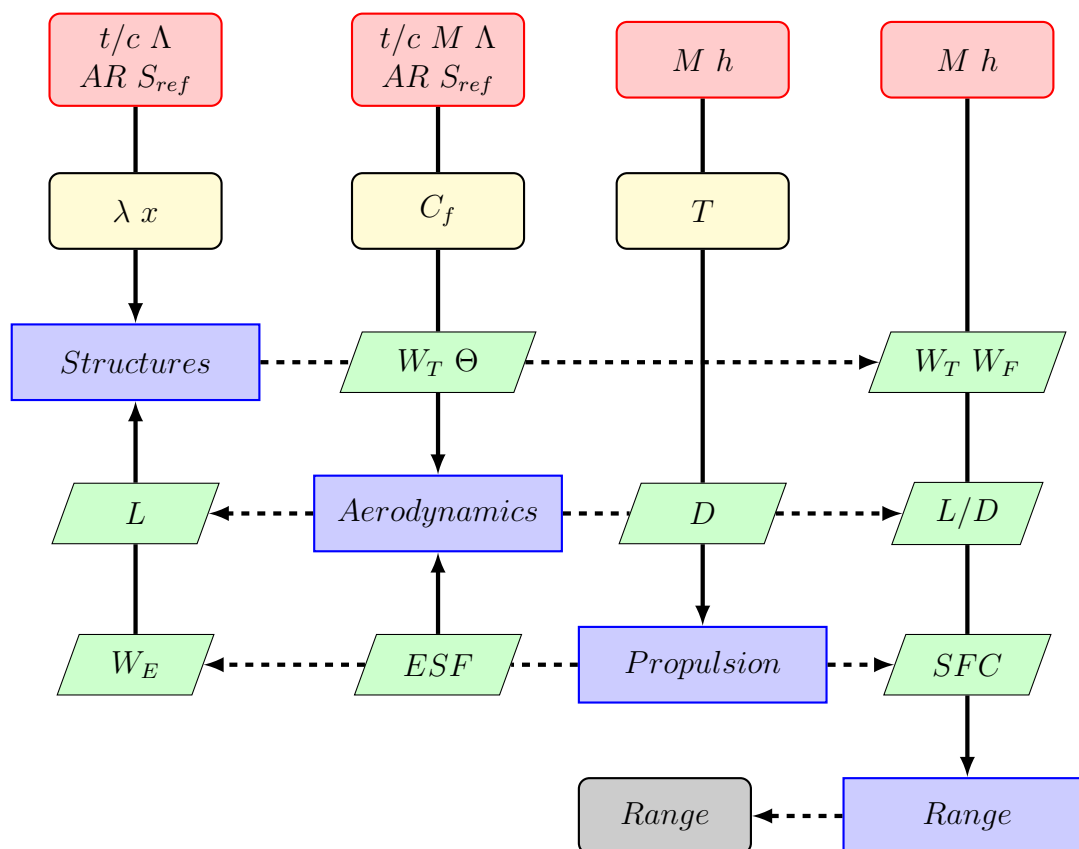 t/c Λ
AR S_ref
t/c M Λ
AR S_ref
M h
M h
λ x
C_f
T
Structures
W_T Θ
W_T W_F
L
Aerodynamics
D
L/D
W_E
ESF
Propulsion
SFC
Range
Range